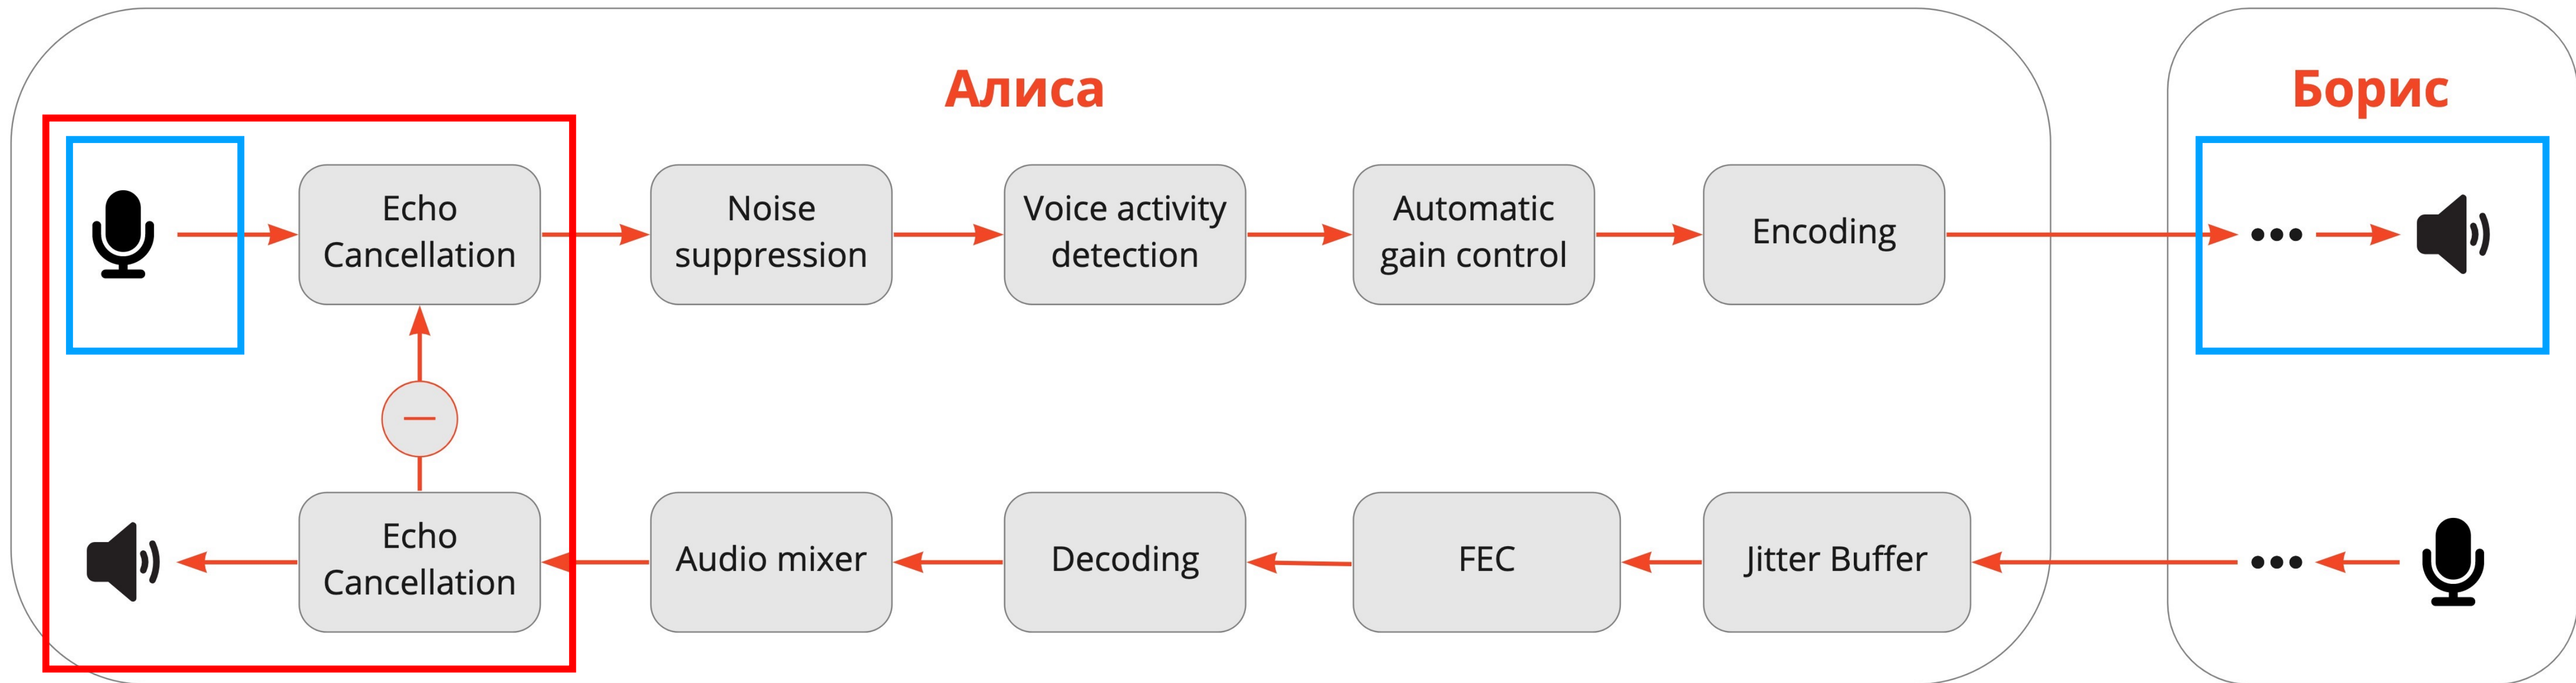 Алиса
Борис
Echo
Cancellation
Noise
suppression
Voice activity
detection
Automatic
gain control
Encoding
Echo
Cancellation
Audio mixer
Decoding
FEC
Jitter Buffer